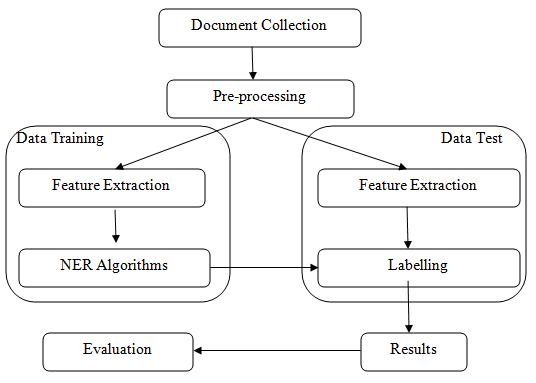 Document Collection
Pre-processing
Data Training
Data Test
Feature Extraction
Feature Extraction
NER Algorithms
Labelling
Evaluation
Results